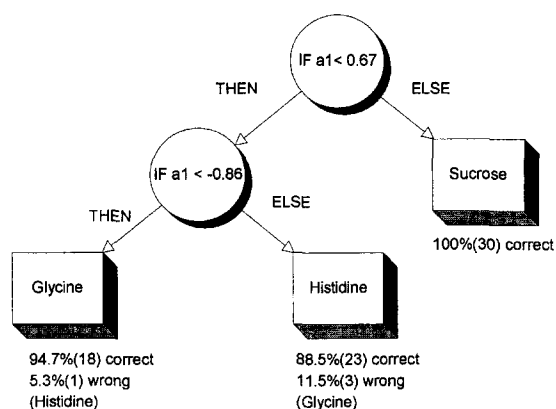 IF a1< 0.67
THEN
ELSE
IF a1 < -0.86
Sucrose
THEN
ELSE
100%(30) correct
Glycine
Histidine
94.7%(18) correct
5.3%(1) wrong
(Histidine)
88.5%(23) correct
11.5%(3) wrong
(Glycine)